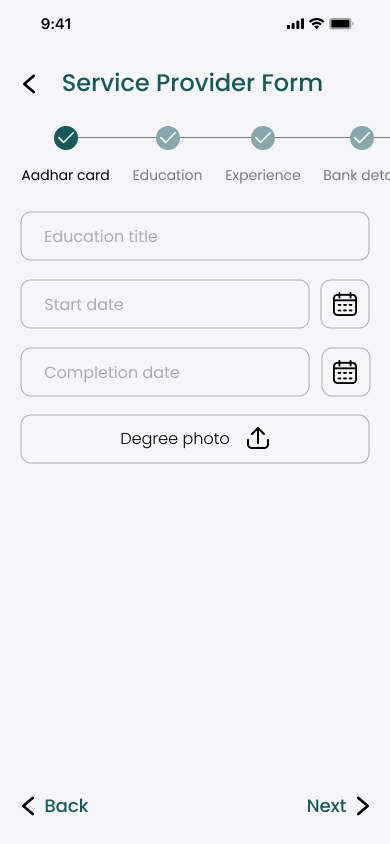 9:41
Service Provider Form
Aadhar card Education Experience Bank deta
Education title
Start date
Completion date
Degree photo
Back Next